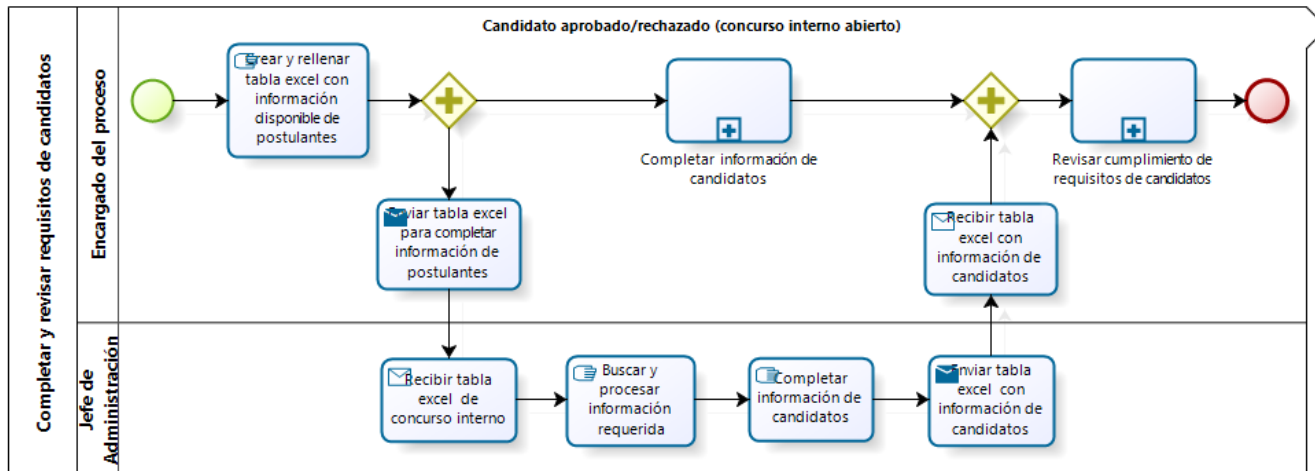 Candidato aprobado/rechazado (concurso interno abierto)
Completar y revisar requisitos de candidatos
Encargado del proceso
Crear y rellenar
tabla excel con
información
disponible de
postulantes
Completar información de
candidatos
Revisar cumplimiento de
requisitos de candidatos
tabla excel
para completar
información de
postulantes
Recibir tabla
excel con
información de
candidatos
Jefe de
Administración
Recibir tabla
excel de
concurso interno
Buscar y
procesar
información
requerida
Completar
información de
candidatos
Enviar tabla
excel con
información de
candidatos